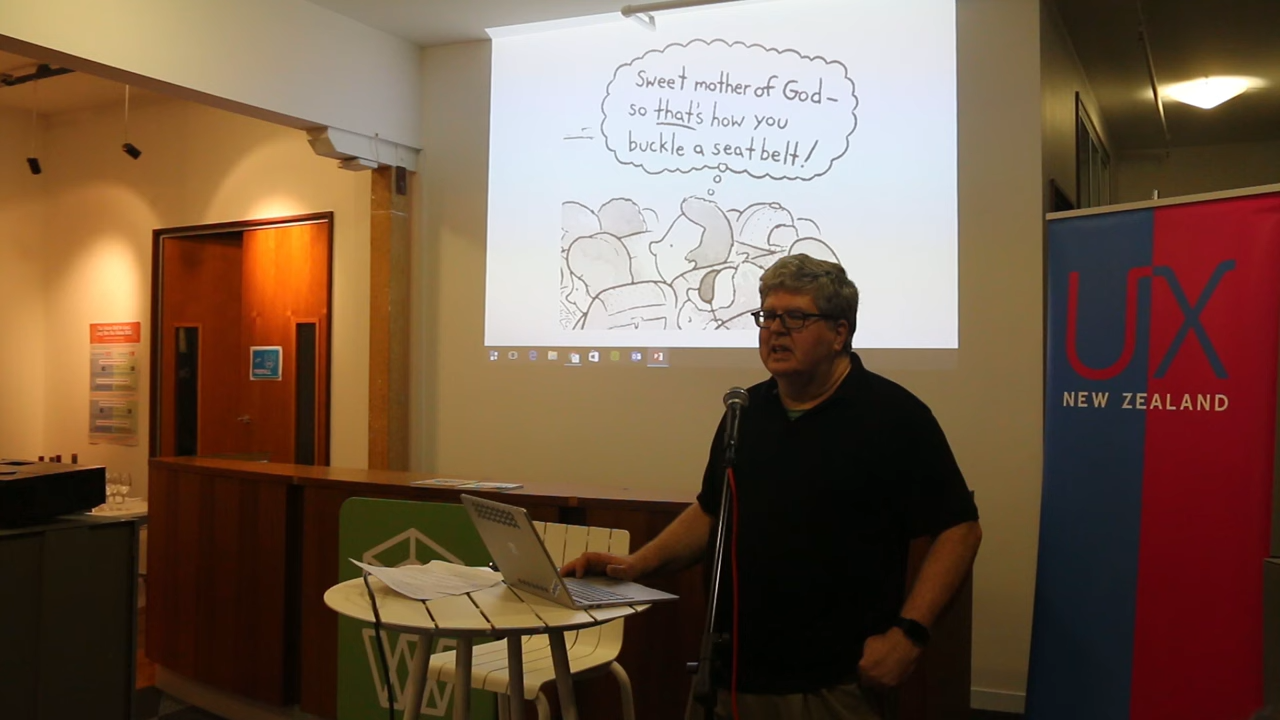 Sweet mother of God—
so that's how you
buckle a seatbelt!
UX
NEW ZEALAND
W